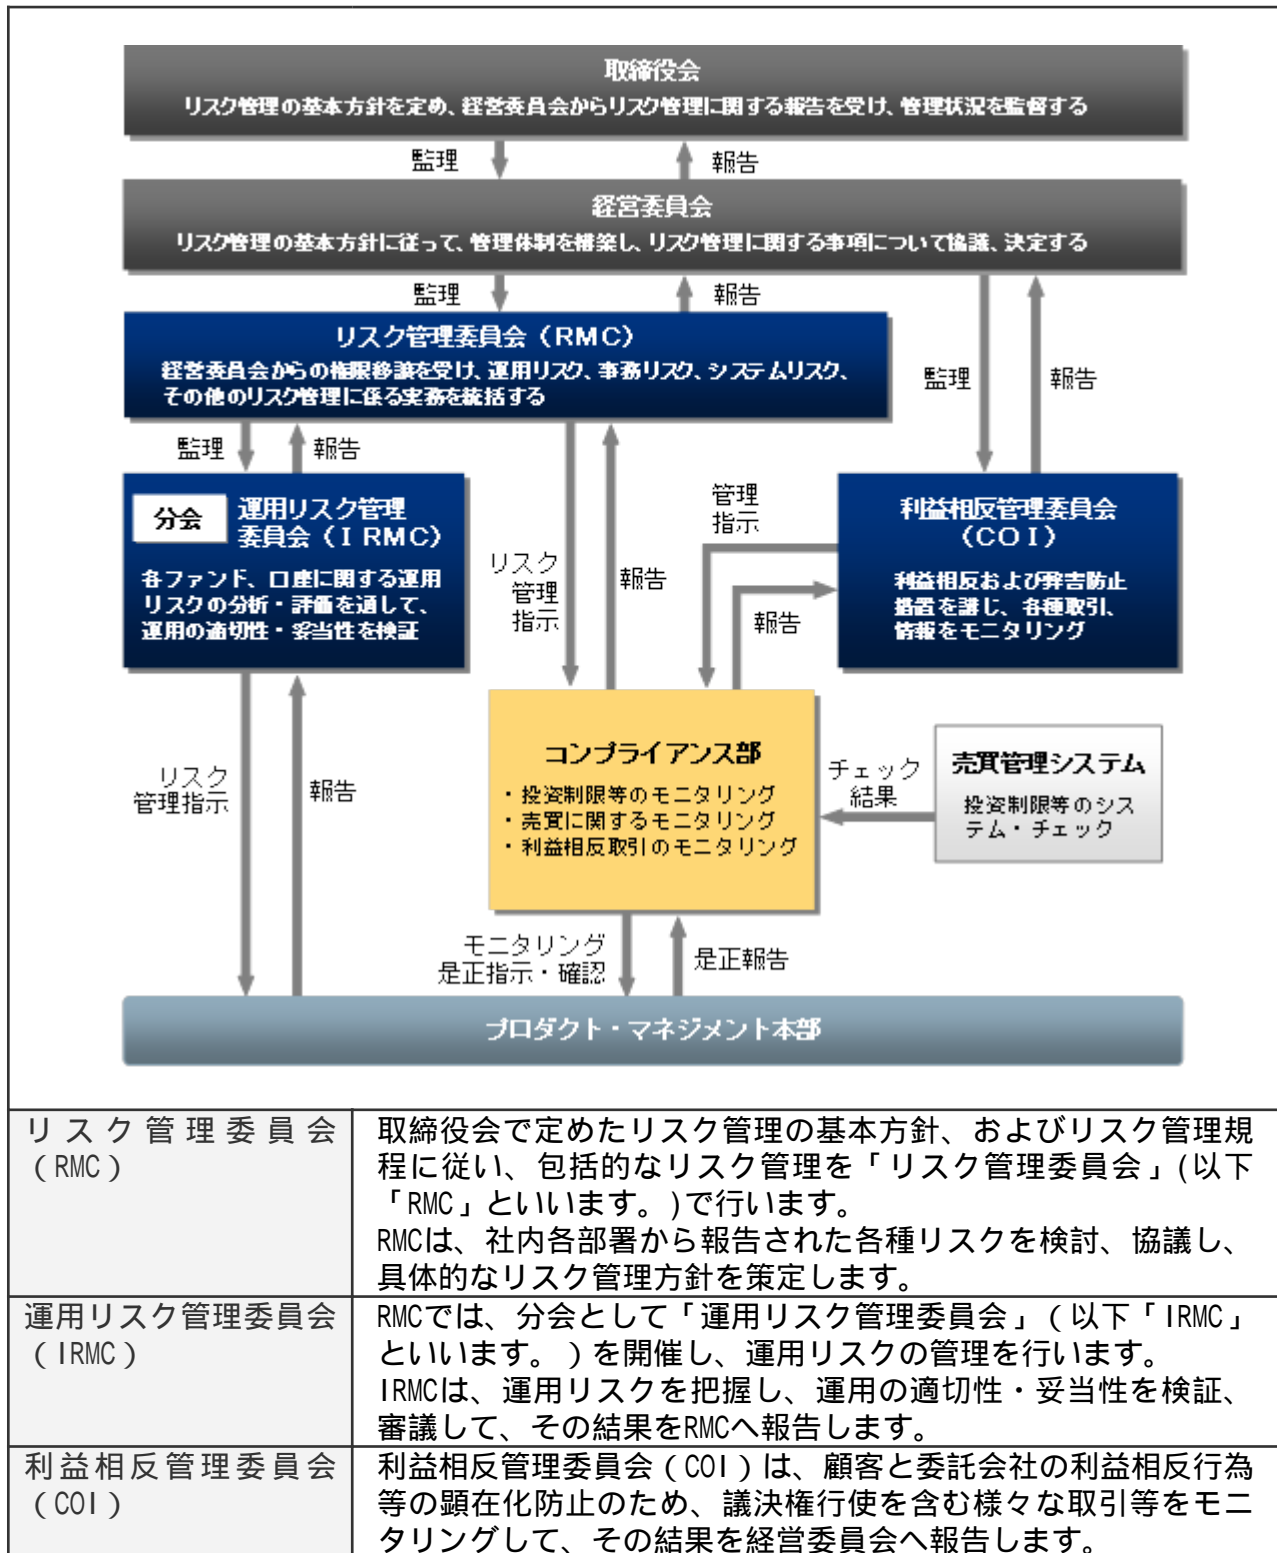 取締役会
リスク管理の基本方針を定め、経営委員会からリスク管理に関する報告を受け、管理状況を監督する
監理
報告
経営委員会
リスク管理の基本方針に従って、管理体制を構築し、リスク管理に関する事項について協議、決定する
監理
報告
リスク管理委員会（RMC）
経営委員会からの権限移譲を受け、運用リスク、事務リスク、システムリスク、
その他のリスク管理に係る実務を統括する
監理
報告
監理
報告
分会
運用リスク管理
委員会（IRMC）
各ファンド、口座に関する運用
リスクの分析・評価を通して、
運用の適切性・妥当性を検証
リスク
管理
指示
報告
管理
指示
報告
利益相反管理委員会
（COI）
利益相反および弊害防止
措置を講じ、各種取引、
情報をモニタリング
リスク
管理指示
報告
コンプライアンス部
・投資制限等のモニタリング
・売買に関するモニタリング
・利益相反取引のモニタリング
チェック
結果
売買管理システム
投資制限等のシス
テム・チェック
モニタリング
是正指示・確認
是正報告
プロダクト・マネジメント本部
リスク管理委員会
（RMC）
取締役会で定めたリスク管理の基本方針、およびリスク管理規
程に従い、包括的なリスク管理を「リスク管理委員会」(以下
「RMC」といいます。)で行います。
RMCは、社内各部署から報告された各種リスクを検討、協議し、
具体的なリスク管理方針を策定します。
運用リスク管理委員会
（IRMC）
RMCでは、分会として「運用リスク管理委員会」（以下「IRMC」
といいます。）を開催し、運用リスクの管理を行います。
IRMCは、運用リスクを把握し、運用の適切性・妥当性を検証、
審議して、その結果をRMCへ報告します。
利益相反管理委員会
（COI）
利益相反管理委員会（COI）は、顧客と委託会社の利益相反行為
等の顕在化防止のため、議決権行使を含む様々な取引等をモニ
タリングして、その結果を経営委員会へ報告します。